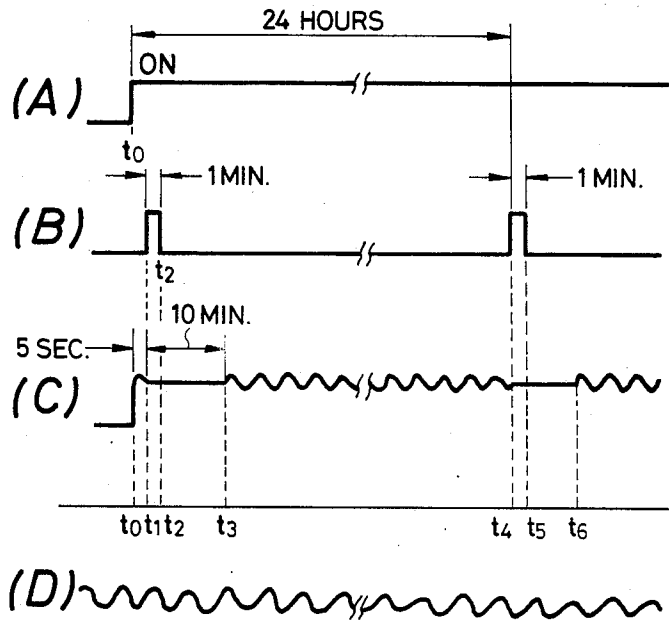 24 HOURS
(A)
ON
t0
1 MIN.
1 MIN.
(B)
t2
10 MIN.
5 SEC.
(C)
t0 t1 t2 t3 t4 t5 t6
(D)